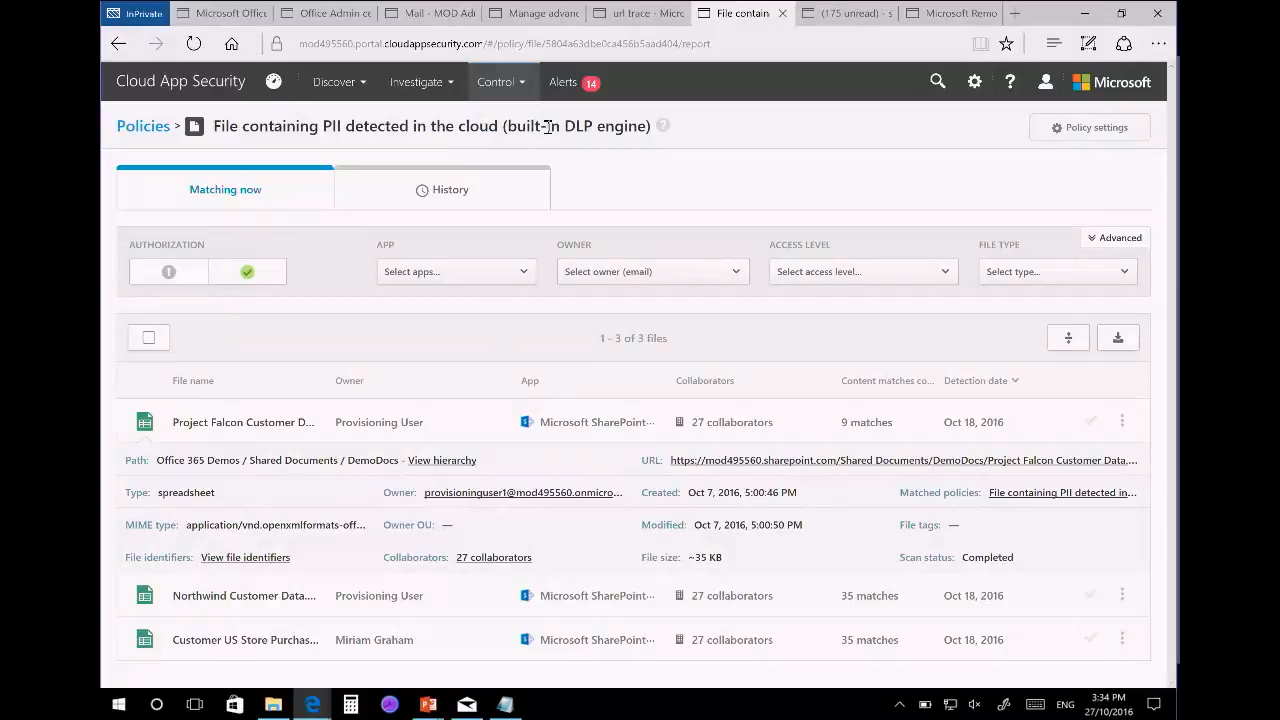 InPrivate
Microsoft Office
Office Admin ce
Mail - MOD Adi
Manage advanc
url trace - Micro
File contain
(175 unread) - s
Microsoft Remo
mod495560.portal.cloudappsecurity.com/#/policy/file/5804a63dbe0ca456b5aad404/report
Cloud App Security
Discover
Investigate
Control
Alerts
14
Microsoft
Policies > File containing PII detected in the cloud (built-in DLP engine)
Policy settings
Matching now
History
Advanced
AUTHORIZATION
APP
OWNER
ACCESS LEVEL
FILE TYPE
Select apps...
Select owner (email)
Select access level...
Select type...
1 - 3 of 3 files
File name
Owner
App
Collaborators
Content matches co...
Detection date
Project Falcon Customer D...
Provisioning User
Microsoft SharePoint...
27 collaborators
9 matches
Oct 18, 2016
Path: Office 365 Demos / Shared Documents / DemoDocs - View hierarchy
URL: https://mod495560.sharepoint.com/Shared Documents/DemoDocs/Project Falcon Customer Data....
Type: spreadsheet
Owner: provisioninguser1@mod495560.onmicro...
Created: Oct 7, 2016, 5:00:46 PM
Matched policies: File containing PII detected in...
MIME type: application/vnd.openxmlformats-off...
Owner OU: —
Modified: Oct 7, 2016, 5:00:50 PM
File tags: —
File identifiers: View file identifiers
Collaborators: 27 collaborators
File size: ~35 KB
Scan status: Completed
Northwind Customer Data....
Provisioning User
Microsoft SharePoint...
27 collaborators
35 matches
Oct 18, 2016
Customer US Store Purchas...
Miriam Graham
Microsoft SharePoint...
27 collaborators
35 matches
Oct 18, 2016
ENG
3:34 PM
27/10/2016